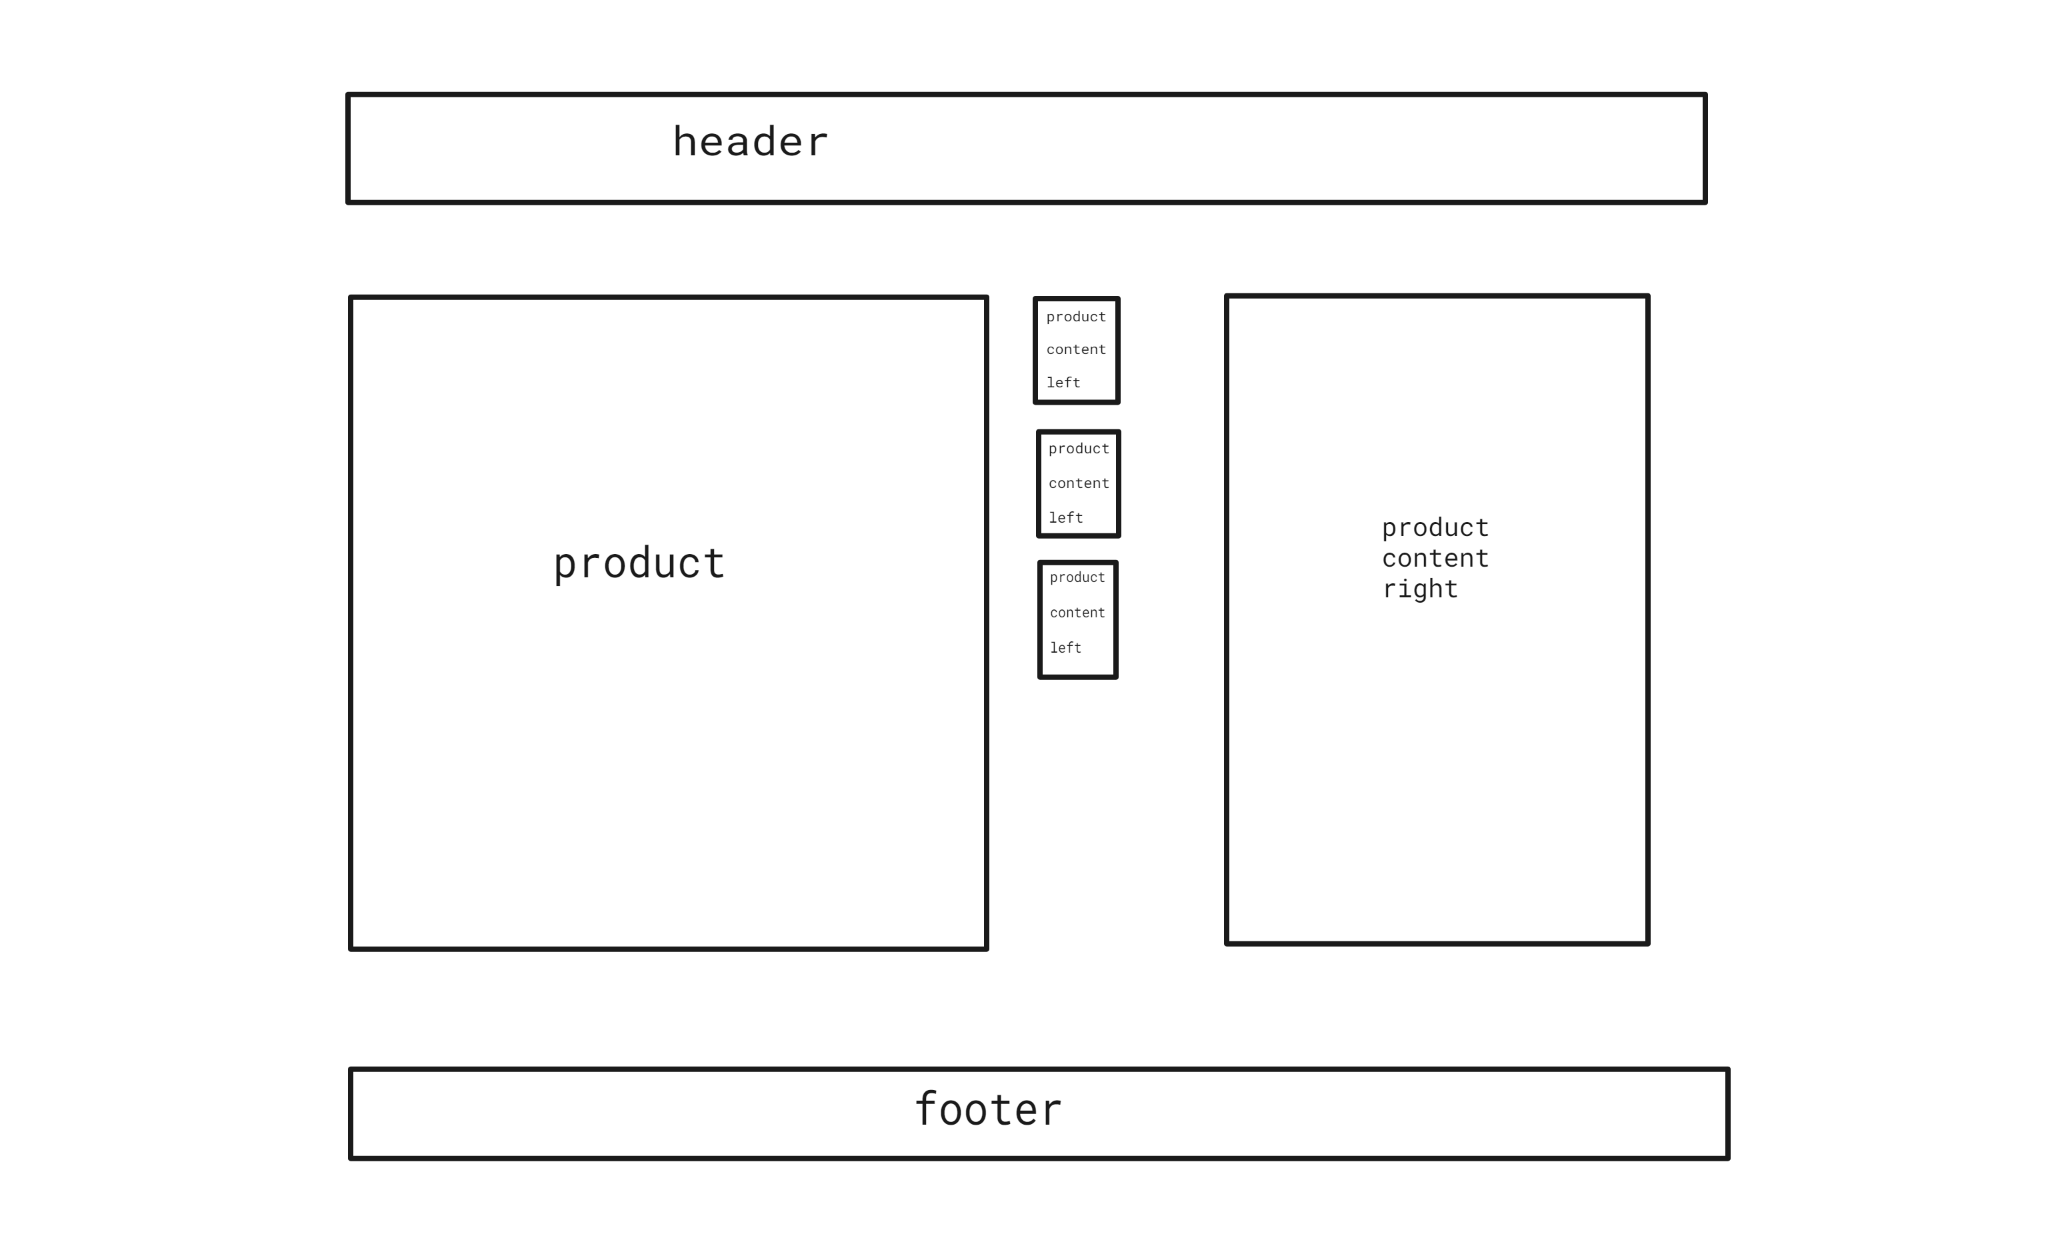 header
product
product
content
left
product
content
left
product
content
left
product
content
right
footer